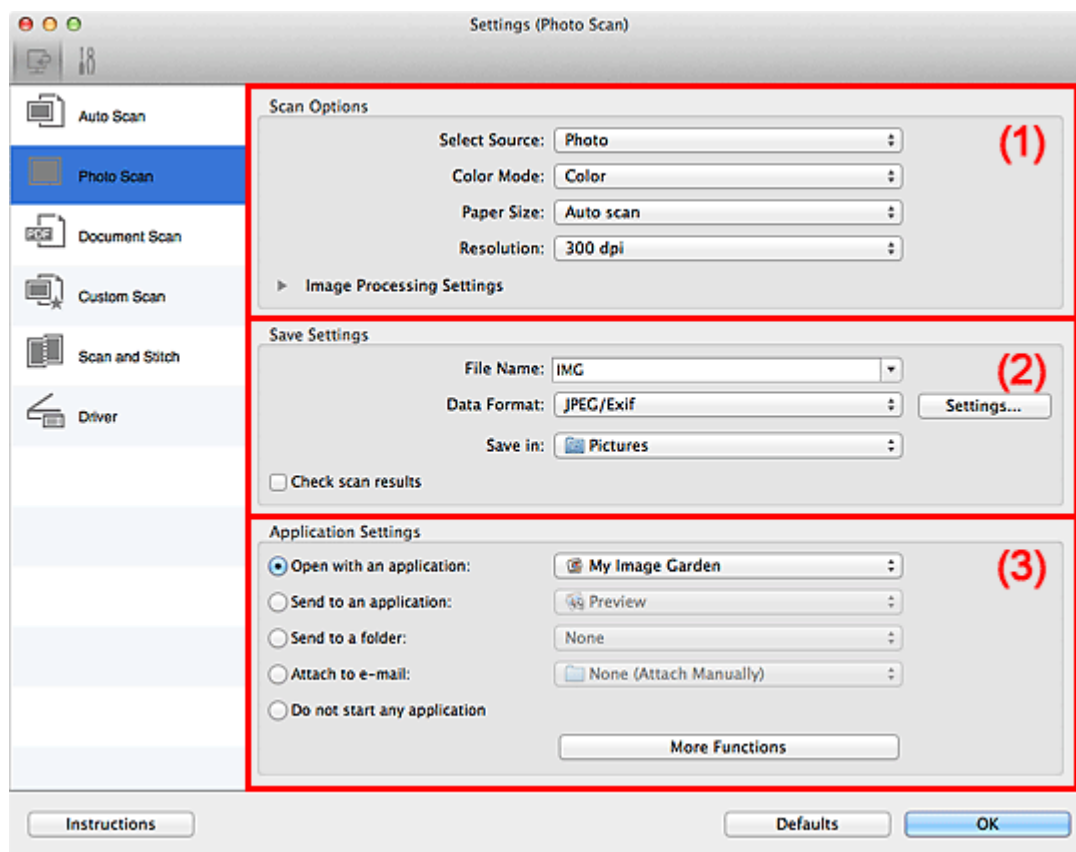 Settings (Photo Scan)
Auto Scan
Photo Scan
PDF
Document Scan
Custom Scan
Scan and Stitch
Driver
Scan Options
(1)
Select Source: Photo
Color Mode: Color
Paper Size: Auto scan
Resolution: 300 dpi
Image Processing Settings
Save Settings
(2)
File Name: IMG
Data Format: JPEG/Exif Settings...
Save in: Pictures
Check scan results
Application Settings
(3)
Open with an application: My Image Garden
Send to an application: Preview
Send to a folder: None
Attach to e-mail: None (Attach Manually)
Do not start any application
More Functions
Instructions Defaults OK